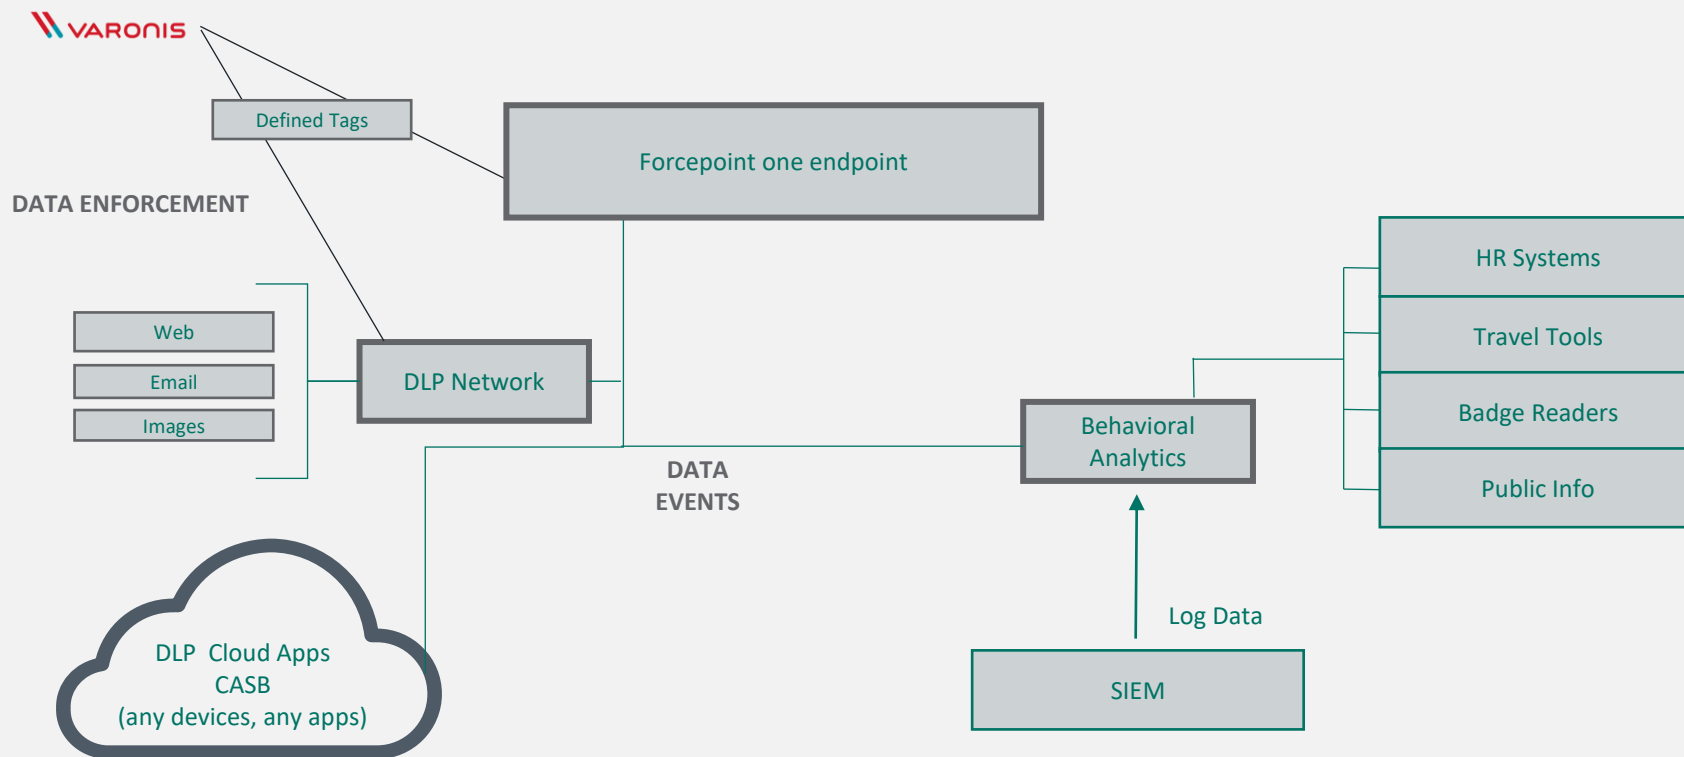 VARONIS
Defined Tags
Forcepoint one endpoint
DATA ENFORCEMENT
HR Systems
Travel Tools
Badge Readers
Public Info
Web
Email
Images
DLP Network
Behavioral
Analytics
DATA
EVENTS
Log Data
SIEM
DLP  Cloud Apps
CASB
(any devices, any apps)